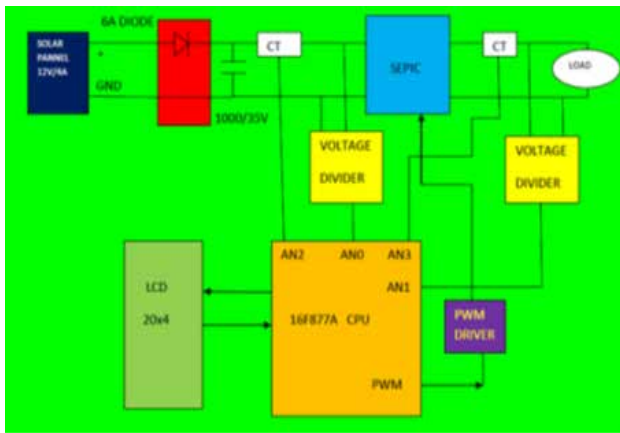 6A DIODE
SOLAR
PANNEL
12V/4A
+
GND
CT
SEPIC
CT
LOAD
1000/35V
VOLTAGE
DIVIDER
VOLTAGE
DIVIDER
AN2
AN0
AN3
AN1
LCD
20x4
16F877A CPU
PWM
DRIVER
PWM